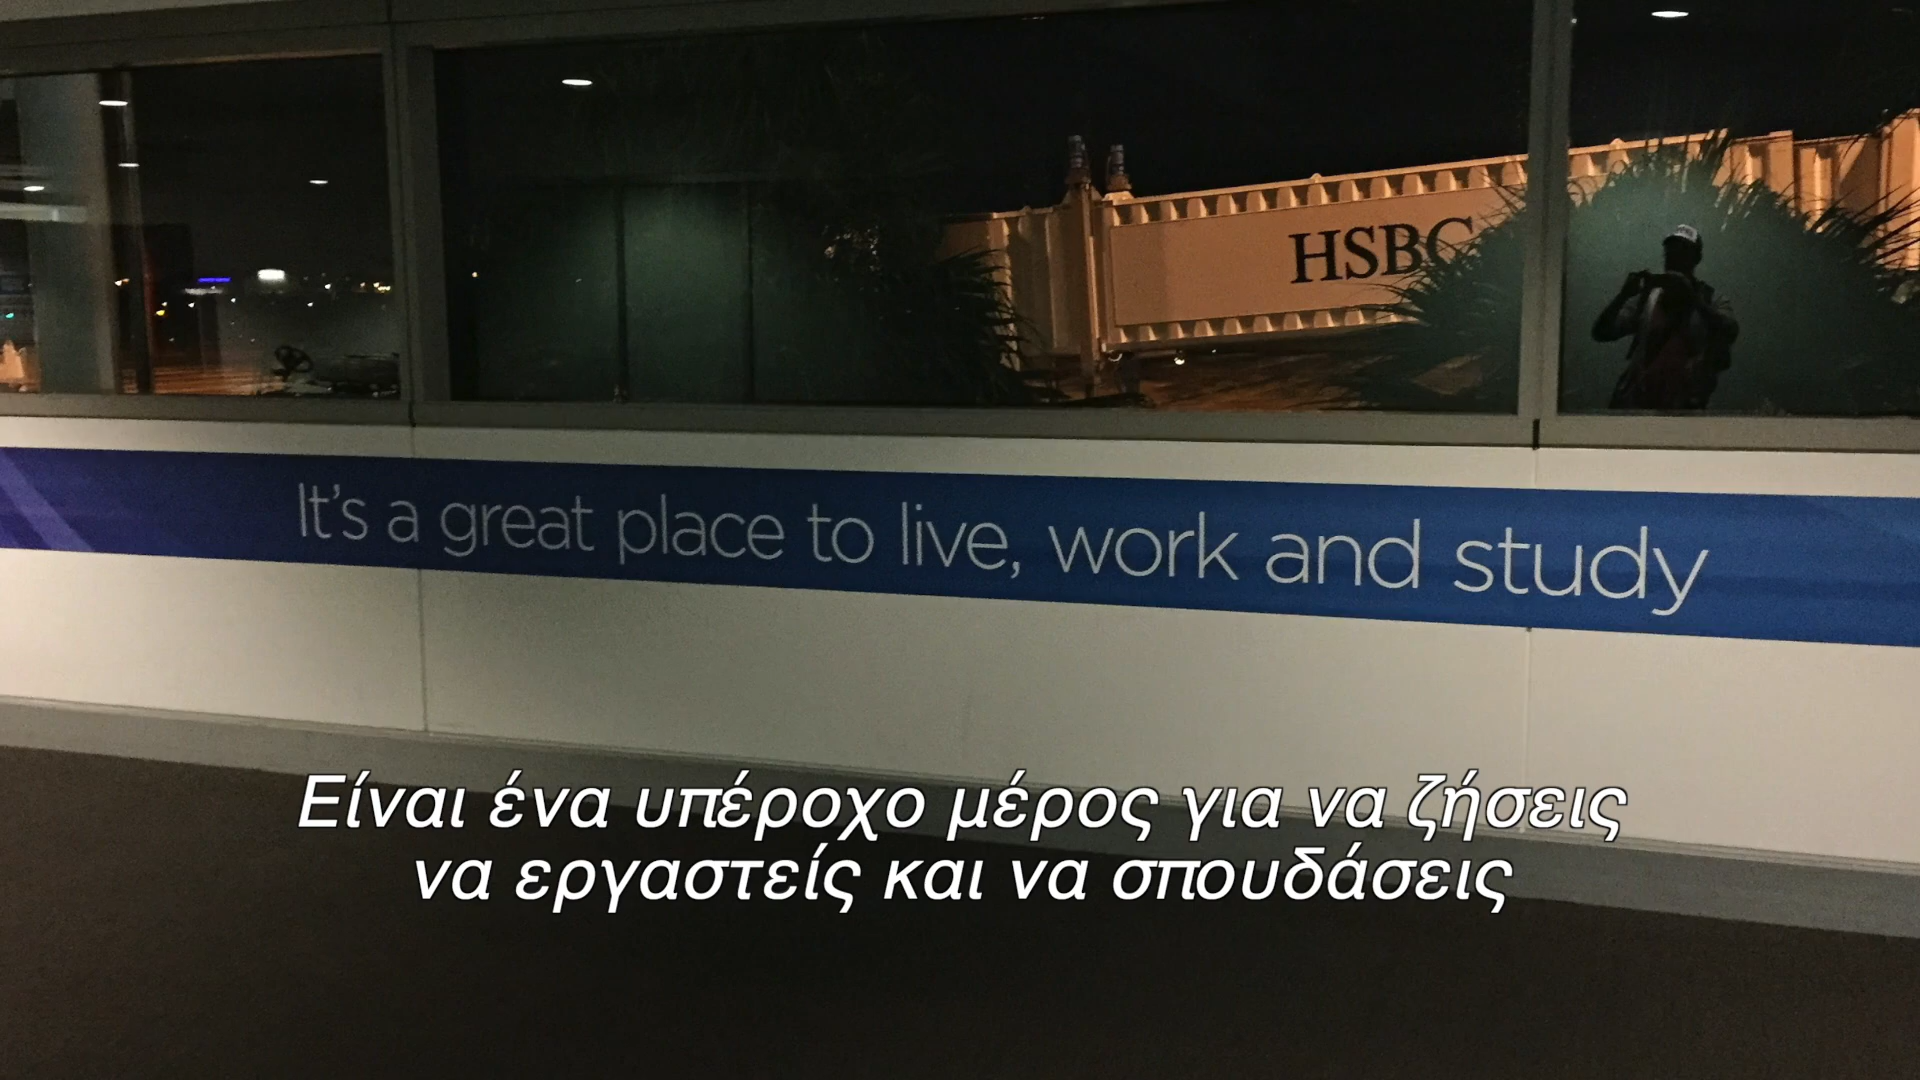 HSBC
It's a great place to live, work and study
Είναι ένα υπέροχο μέρος για να ζήσεις
να εργαστείς και να σπουδάσεις